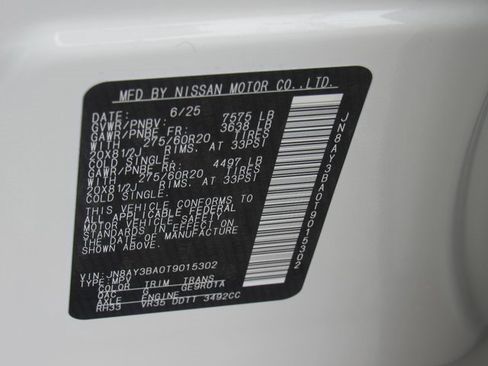 MFD BY NISSAN MOTOR CO.,LTD.
DATE: 6/25
GVWR/PNBV: 7575 LB
GAWR/PNBE FR: 3638 LB
WITH 275/60R20 TIRES
20X8 1/2J RIMS, AT 33PSI
COLD SINGLE.
GAWR/PNBE RR: 4497 LB
WITH 275/60R20 TIRES
20X8 1/2J RIMS, AT 33PSI
COLD SINGLE.
THIS VEHICLE CONFORMS TO
ALL APPLICABLE FEDERAL
MOTOR VEHICLE SAFETY
STANDARDS IN EFFECT ON
THE DATE OF MANUFACTURE
SHOWN ABOVE.
VIN: JN8AY3BA0T9015302
TYPE: MPV
COLOR TRIM TRANS
QAC G
AXLE ENGINE
RH33 VR35 DDTT 3492CC
JN8AY3BA0T9015302